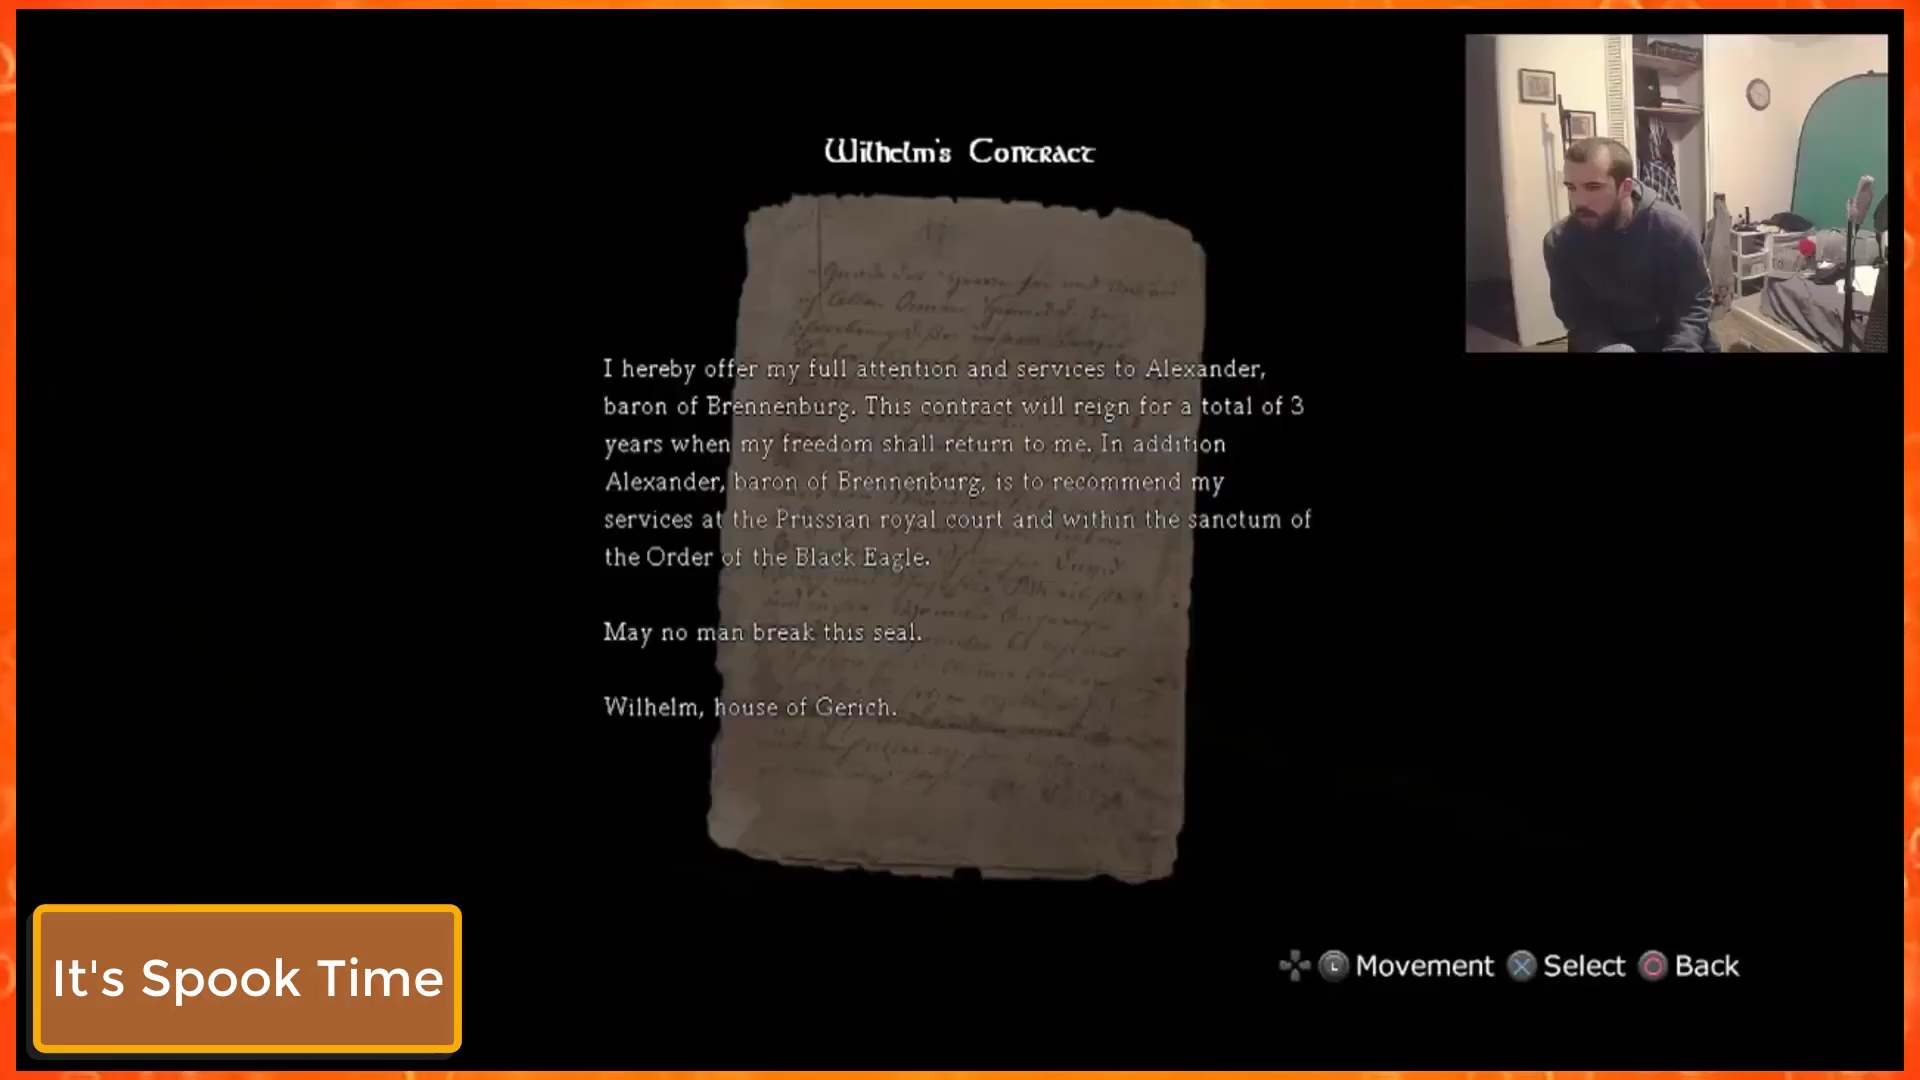 Wilhelm's Contract
I hereby offer my full attention and services to Alexander,
baron of Brennenburg. This contract will reign for a total of 3
years when my freedom shall return to me. In addition
Alexander, baron of Brennenburg, is to recommend my
services at the Prussian royal court and within the sanctum of
the Order of the Black Eagle.
May no man break this seal.
Wilhelm, house of Gerich.
It's Spook Time
L Movement Select Back